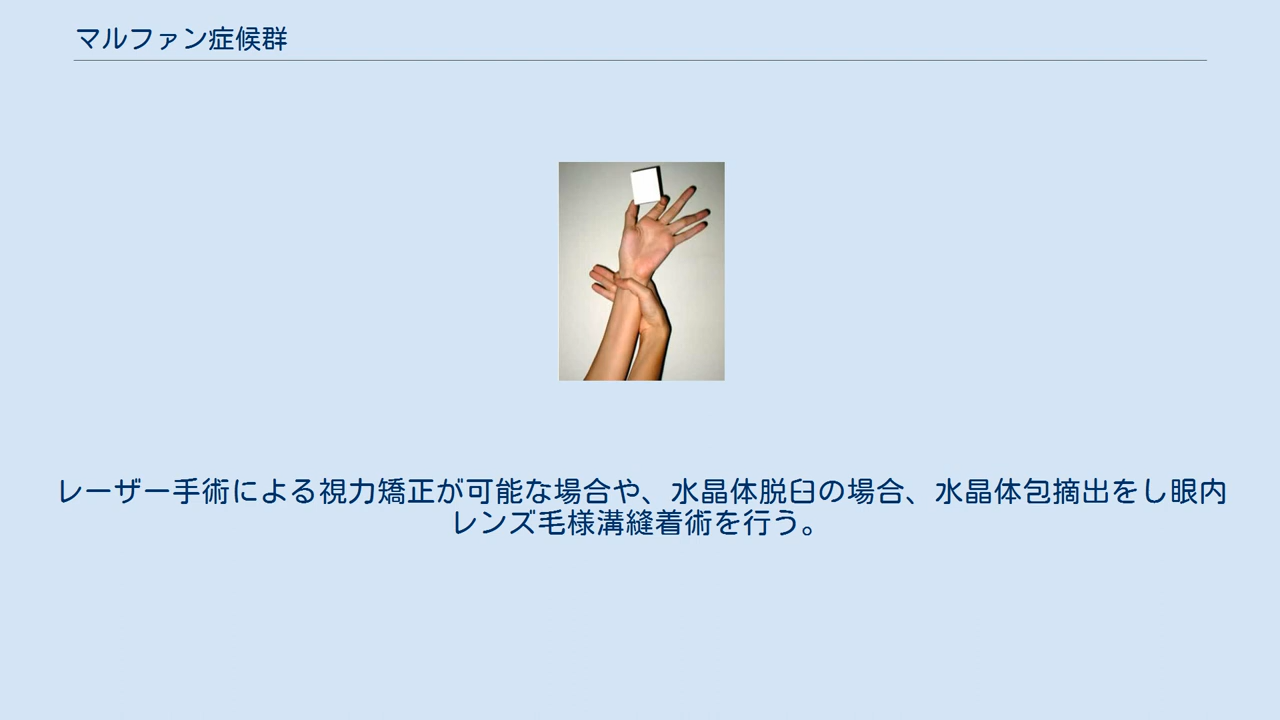 マルファン症候群
レーザー手術による視力矯正が可能な場合や、水晶体脱臼の場合、水晶体包摘出をし眼内
レンズ毛様溝縫着術を行う。